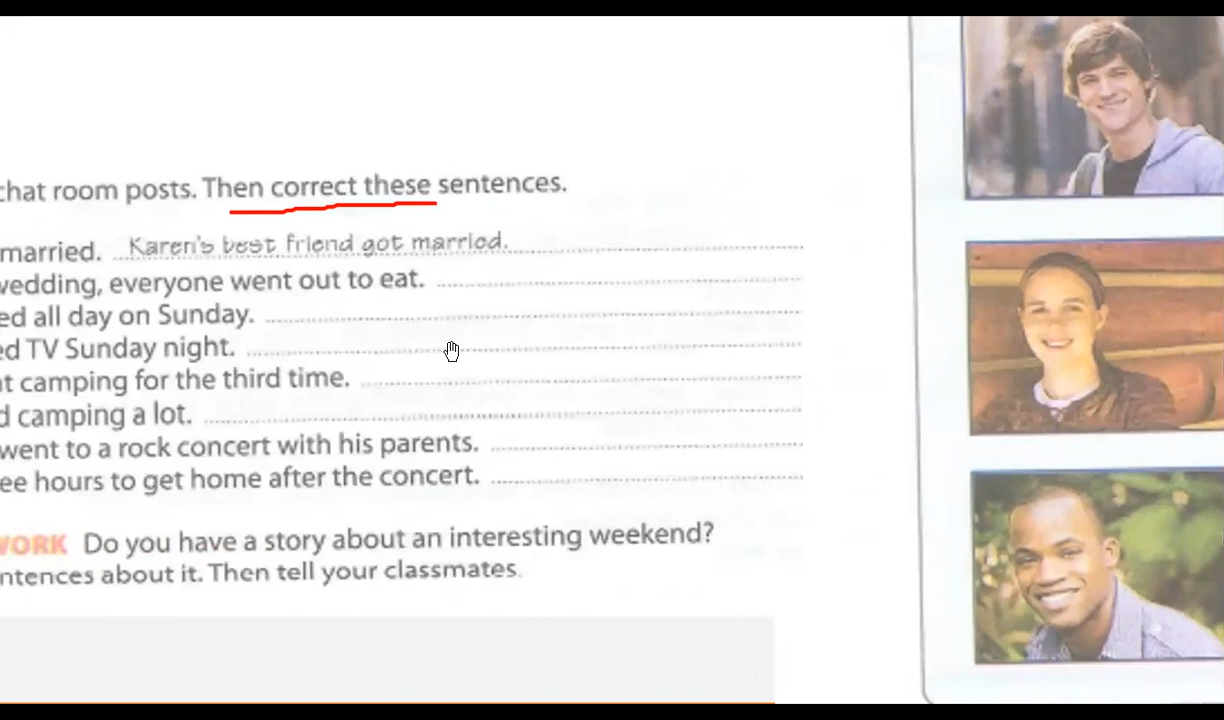 chat room posts. Then correct these sentences.
married. Karen's best friend got married.
wedding, everyone went out to eat.
ed all day on Sunday.
ed TV Sunday night.
nt camping for the third time.
d camping a lot.
went to a rock concert with his parents.
ee hours to get home after the concert.
WORK Do you have a story about an interesting weekend?
ntences about it. Then tell your classmates.